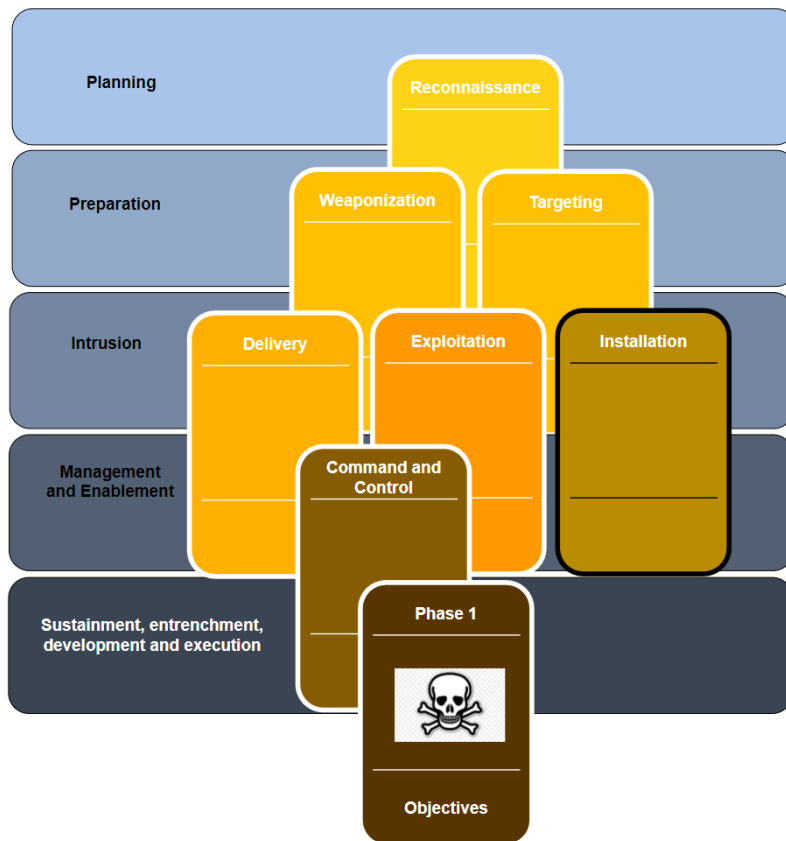 Planning
Reconnaissance
Preparation
Weaponization
Targeting
Intrusion
Delivery
Exploitation
Installation
Management
and Enablement
Command and
Control
Sustainment, entrenchment,
development and execution
Phase 1
Objectives